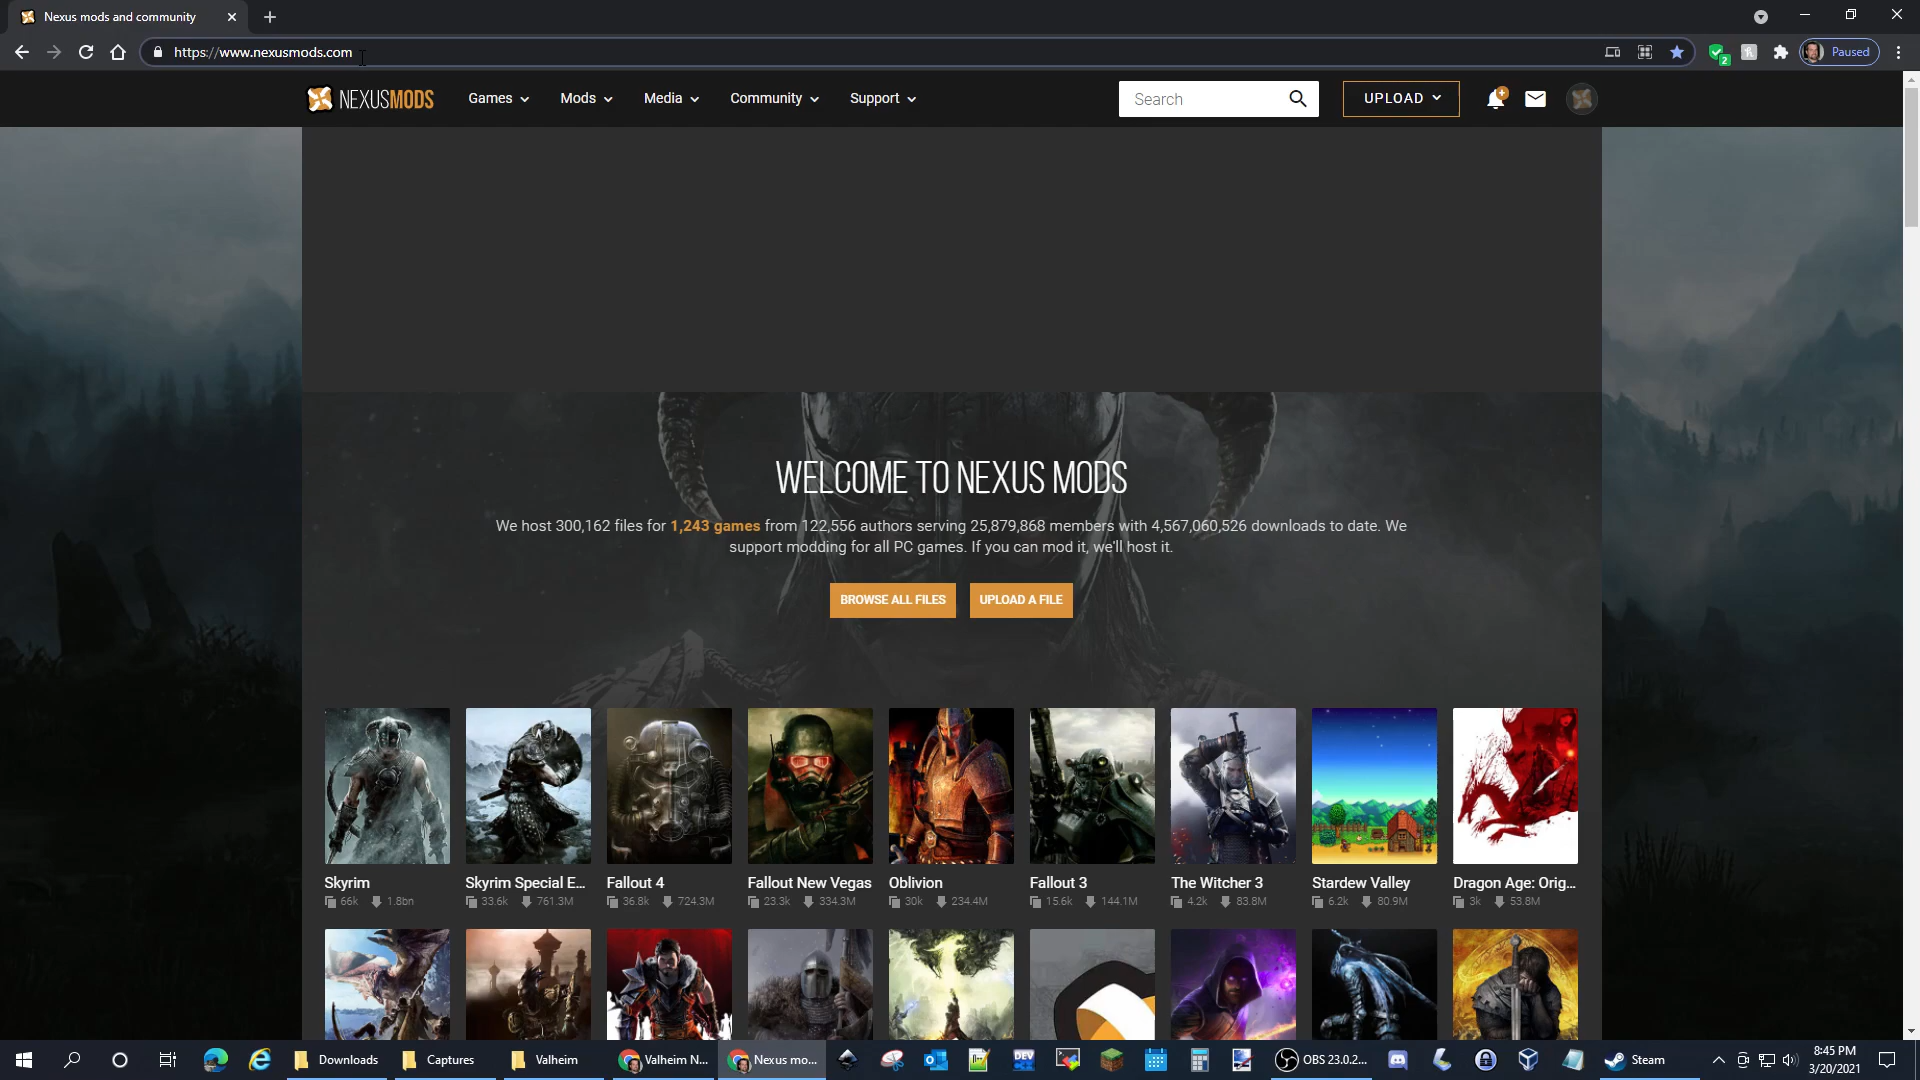 Nexus mods and community
https://www.nexusmods.com
2
Paused
NEXUSMODS
Games
Mods
Media
Community
Support
Search
UPLOAD
WELCOME TO NEXUS MODS
We host 300,162 files for 1,243 games from 122,556 authors serving 25,879,868 members with 4,567,060,526 downloads to date. We
support modding for all PC games. If you can mod it, we'll host it.
BROWSE ALL FILES
UPLOAD A FILE
Skyrim
Skyrim Special E...
Fallout 4
Fallout New Vegas
Oblivion
Fallout 3
The Witcher 3
Stardew Valley
Dragon Age: Orig...
66k 1.8bn
33.6k 761.3M
36.8k 724.3M
23.3k 334.3M
30k 234.4M
15.6k 144.1M
4.2k 83.8M
6.2k 80.9M
3k 53.8M
Downloads
Captures
Valheim
Valheim N...
Nexus mo...
DEV
OBS 23.0.2...
Steam
8:45 PM
3/20/2021